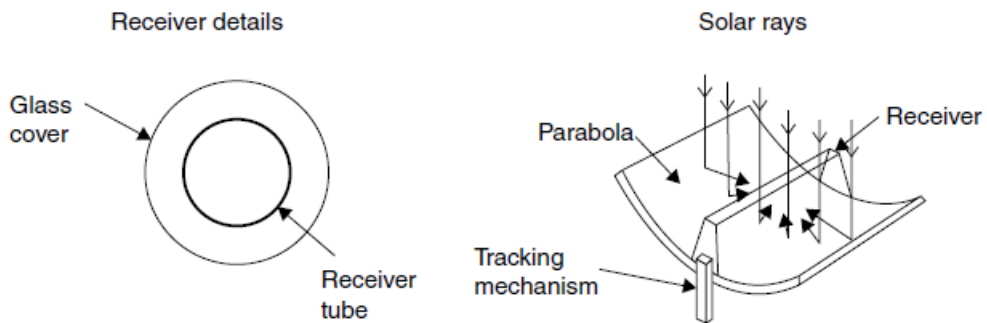 Receiver details
Glass
cover
Receiver
tube
Solar rays
Parabola
Receiver
Tracking
mechanism